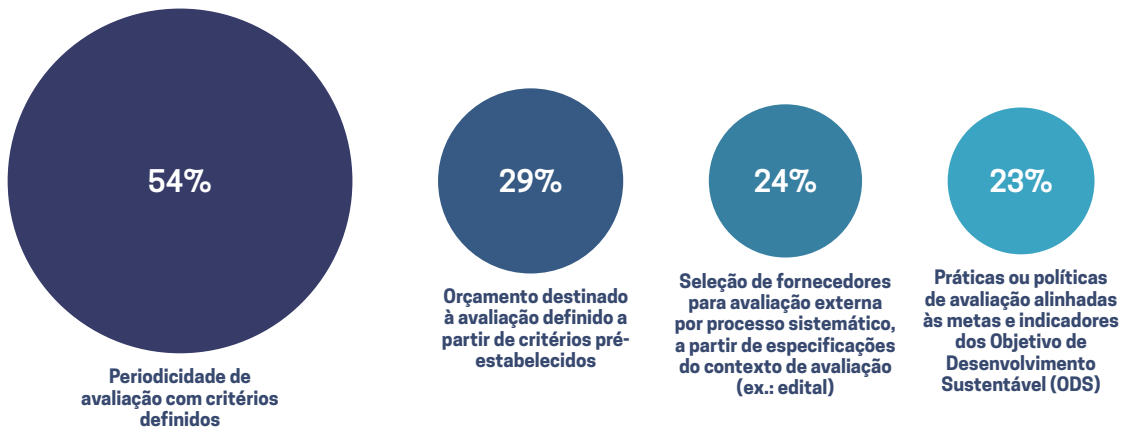 54%
Periodicidade de
avaliação com critérios
definidos
29%
Orçamento destinado
à avaliação definido a
partir de critérios pré-
estabelecidos
24%
Seleção de fornecedores
para avaliação externa
por processo sistemático,
a partir de especificações
do contexto de avaliação
(ex.: edital)
23%
Práticas ou políticas
de avaliação alinhadas
às metas e indicadores
dos Objetivo de
Desenvolvimento
Sustentável (ODS)